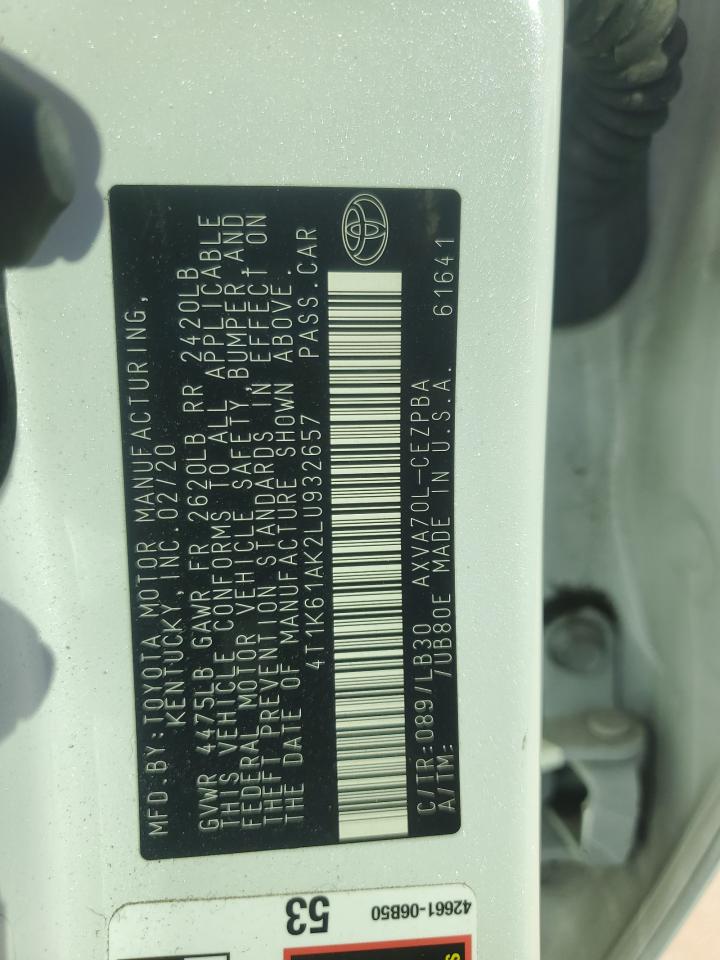 MFD.BY:TOYOTA MOTOR MANUFACTURING,
KENTUCKY, INC.02/20
GVWR 4475LB GAWR FR 2620LB RR 2420LB
THIS VEHICLE CONFORMS TO ALL APPLICABLE
FEDERAL MOTOR VEHICLE SAFETY,BUMPER,AND
THEFT PREVENTION STANDARDS IN EFFECT ON
THE DATE OF MANUFACTURE SHOWN ABOVE.
4T1K61AK2LU932657 PASS.CAR
C/TR:089/LB30 AXVA70L-CEZPBA
A/TM: /UB80E MADE IN U.S.A. 61641
42661-06B50
53